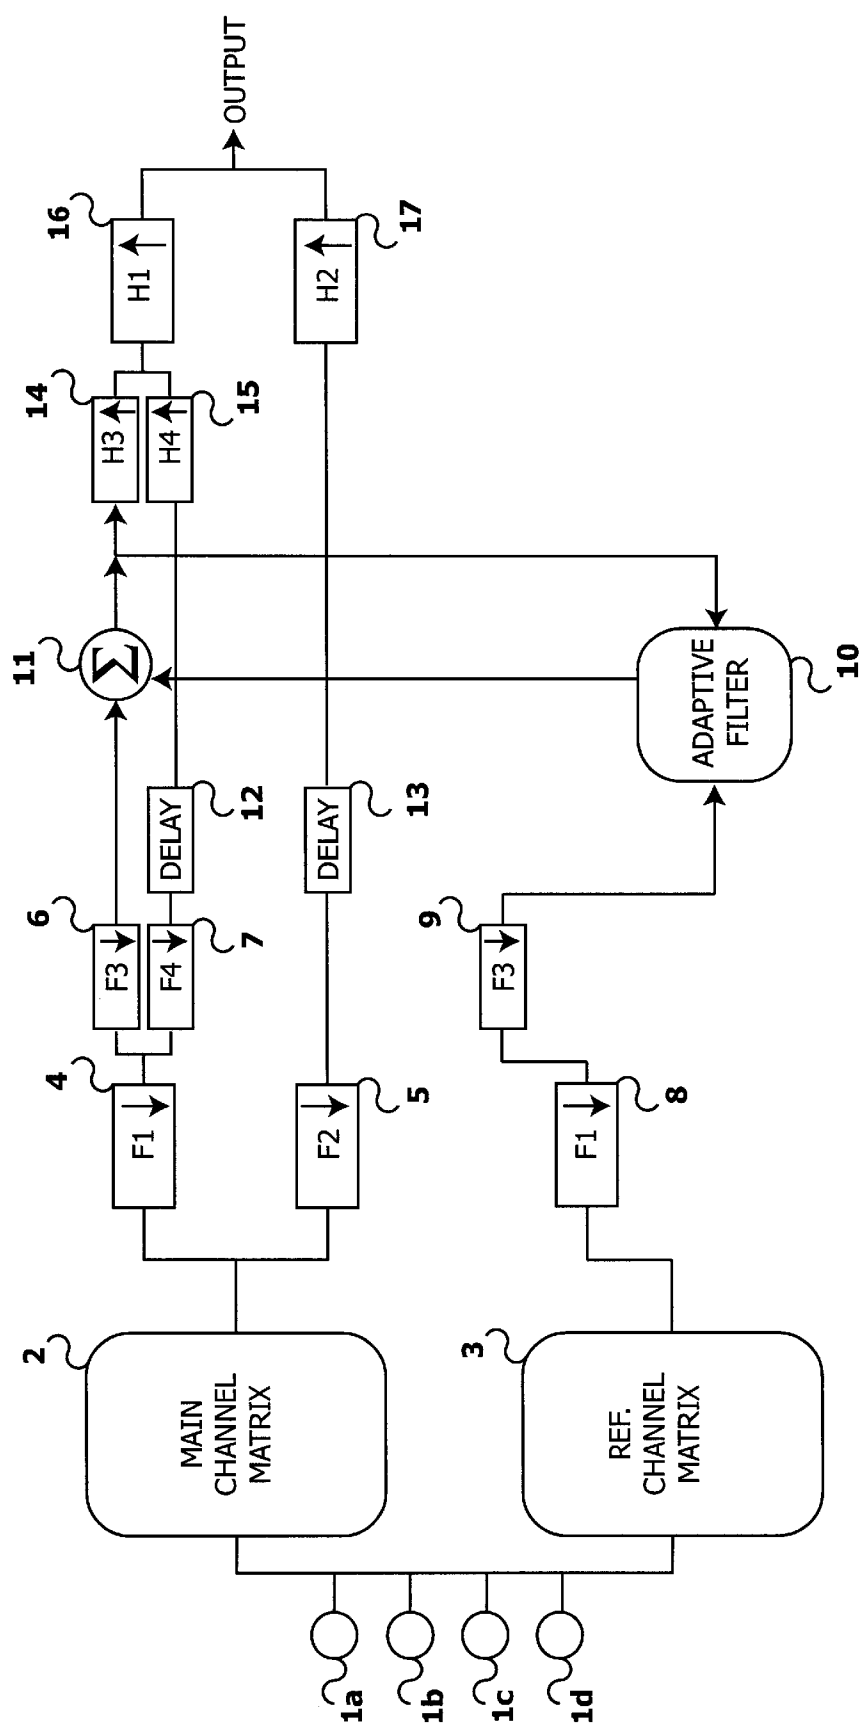 1a
1b
1c
1d
2
MAIN
CHANNEL
MATRIX
3
REF.
CHANNEL
MATRIX
4
F1
5
F2
6
F3
7
F4
8
F1
9
F3
12
DELAY
13
DELAY
11
Σ
10
ADAPTIVE
FILTER
14
H3
15
H4
16
H1
17
H2
OUTPUT